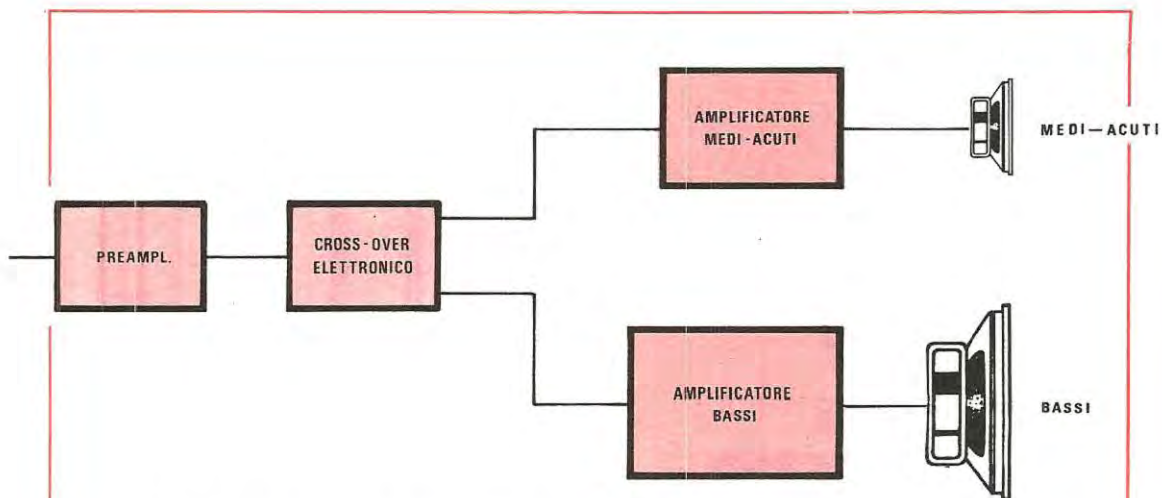 AMPLIFICATORE
MEDI-ACUTI
MEDI—ACUTI
PREAMPL.
CROSS-OVER
ELETTRONICO
AMPLIFICATORE
BASSI
BASSI